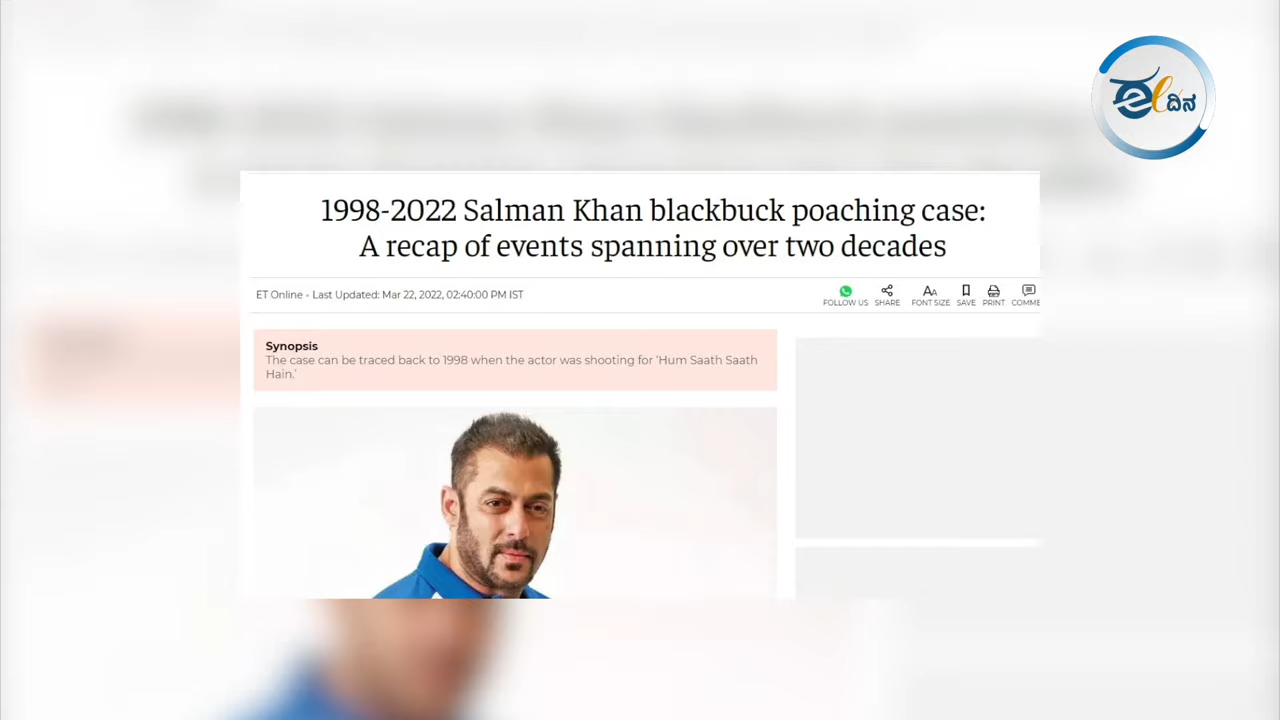 el ದಿನ
1998-2022 Salman Khan blackbuck poaching case:
A recap of events spanning over two decades
ET Online - Last Updated: Mar 22, 2022, 02:40:00 PM IST
FOLLOW US SHARE FONT SIZE SAVE PRINT COMME
Synopsis
The case can be traced back to 1998 when the actor was shooting for 'Hum Saath Saath
Hain.'